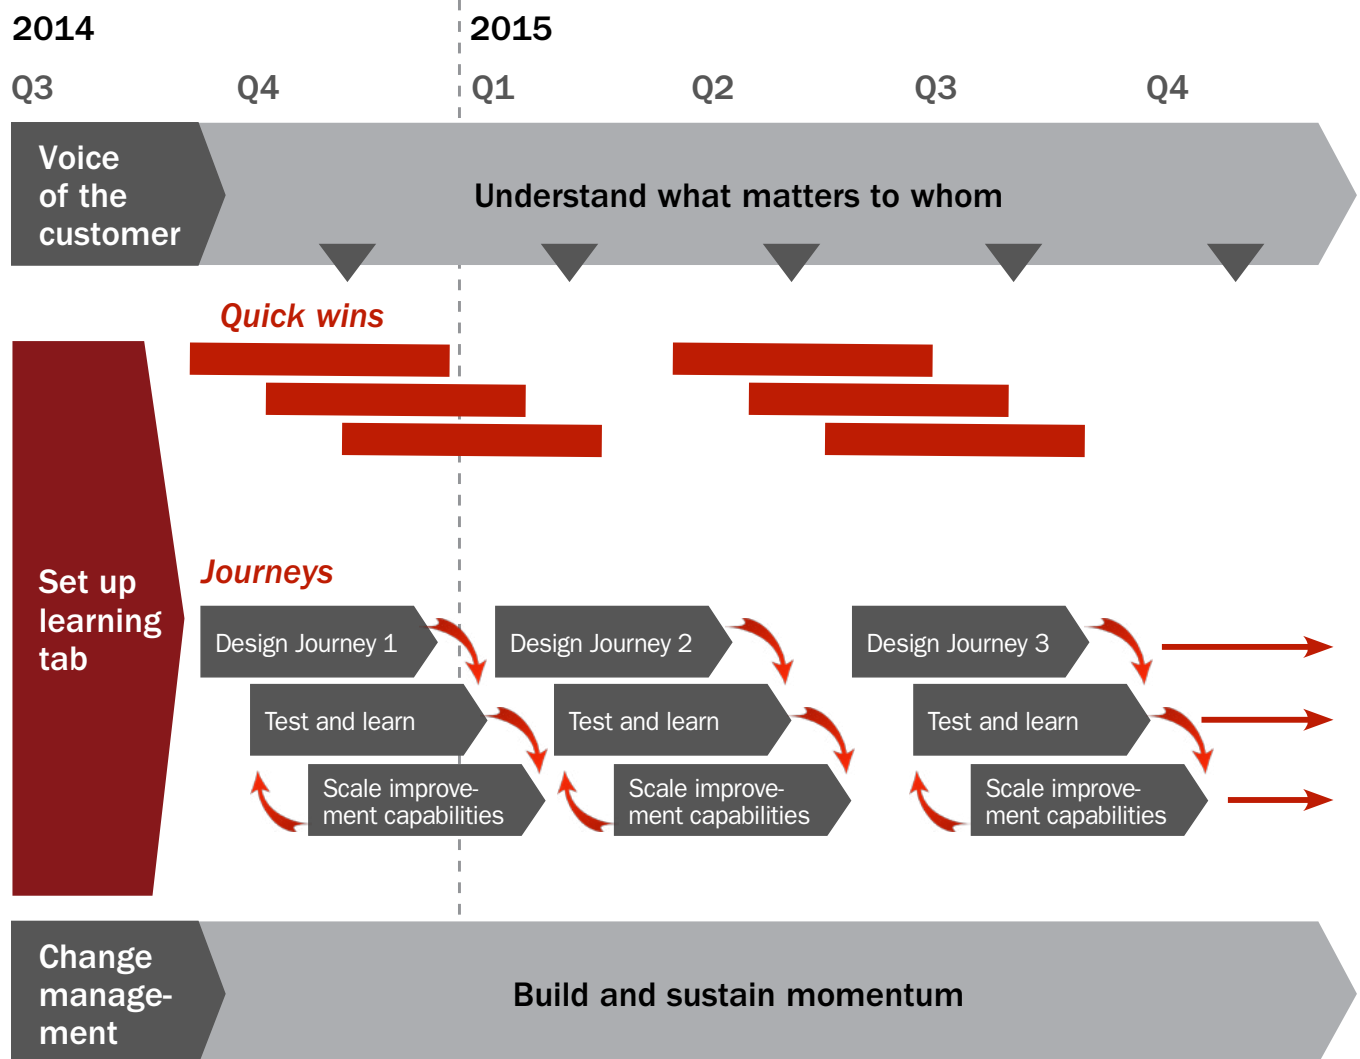 2014 2015
Q3 Q4 Q1 Q2 Q3 Q4
Voice
of the
customer
Understand what matters to whom
Quick wins
Set up
learning
tab
Journeys
Design Journey 1
Design Journey 2
Design Journey 3
Test and learn
Test and learn
Test and learn
Scale improve-
ment capabilities
Scale improve-
ment capabilities
Scale improve-
ment capabilities
Change
manage-
ment
Build and sustain momentum